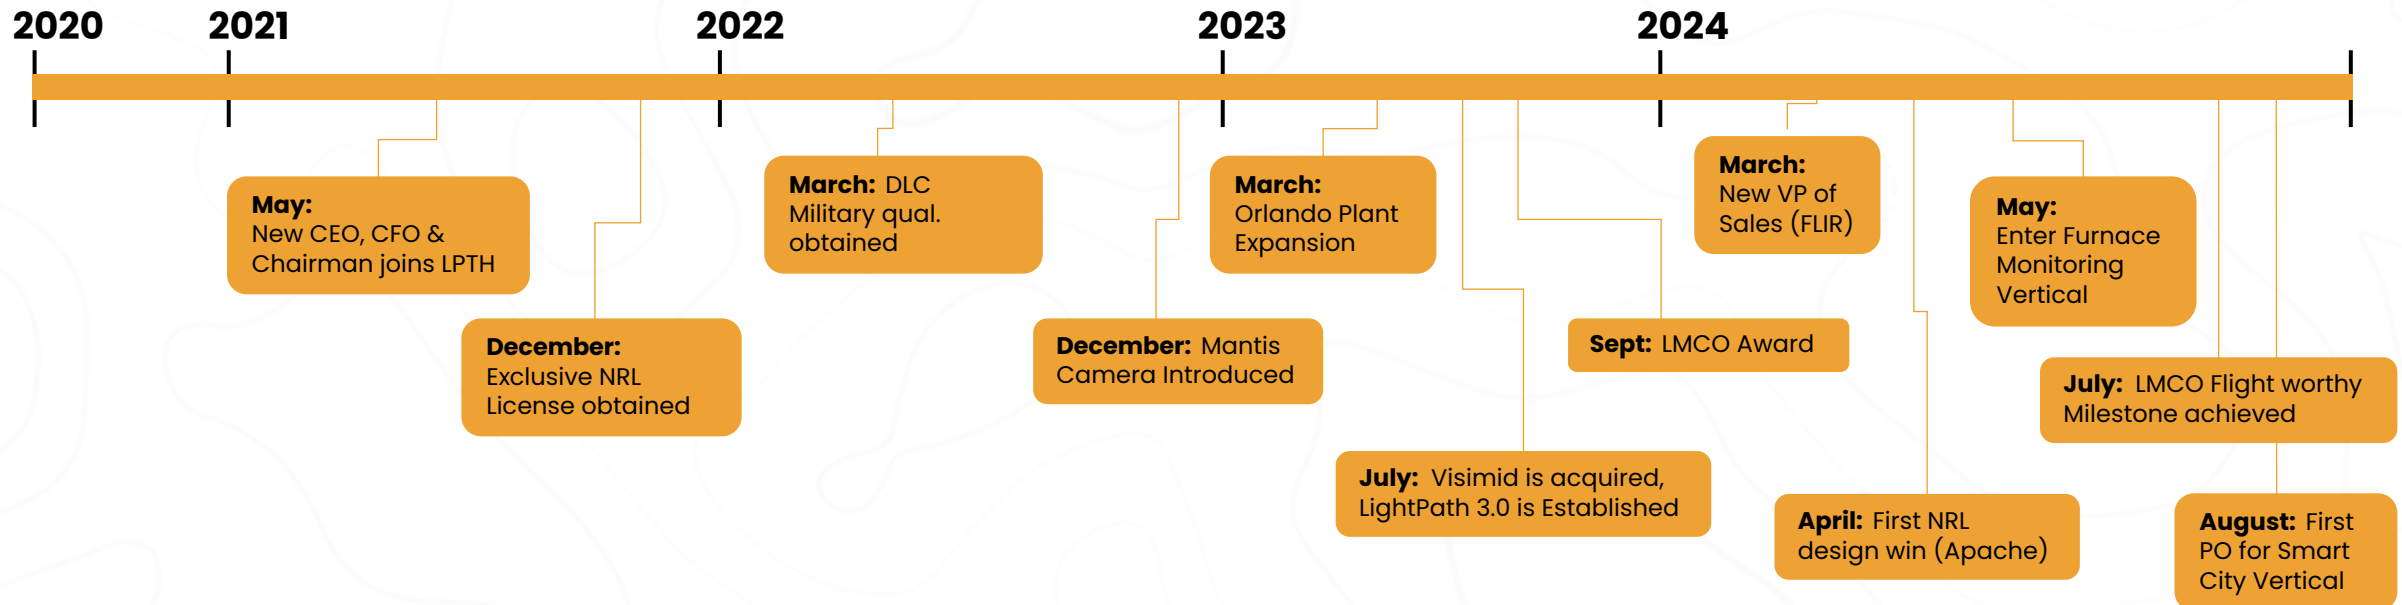 2020
2021
2022
2023
2024
May:
New CEO, CFO &
Chairman joins LPTH
December:
Exclusive NRL
License obtained
March: DLC
Military qual.
obtained
December: Mantis
Camera Introduced
March:
Orlando Plant
Expansion
July: Visimid is acquired,
LightPath 3.0 is Established
Sept: LMCO Award
March:
New VP of
Sales (FLIR)
April: First NRL
design win (Apache)
May:
Enter Furnace
Monitoring
Vertical
July: LMCO Flight worthy
Milestone achieved
August: First
PO for Smart
City Vertical